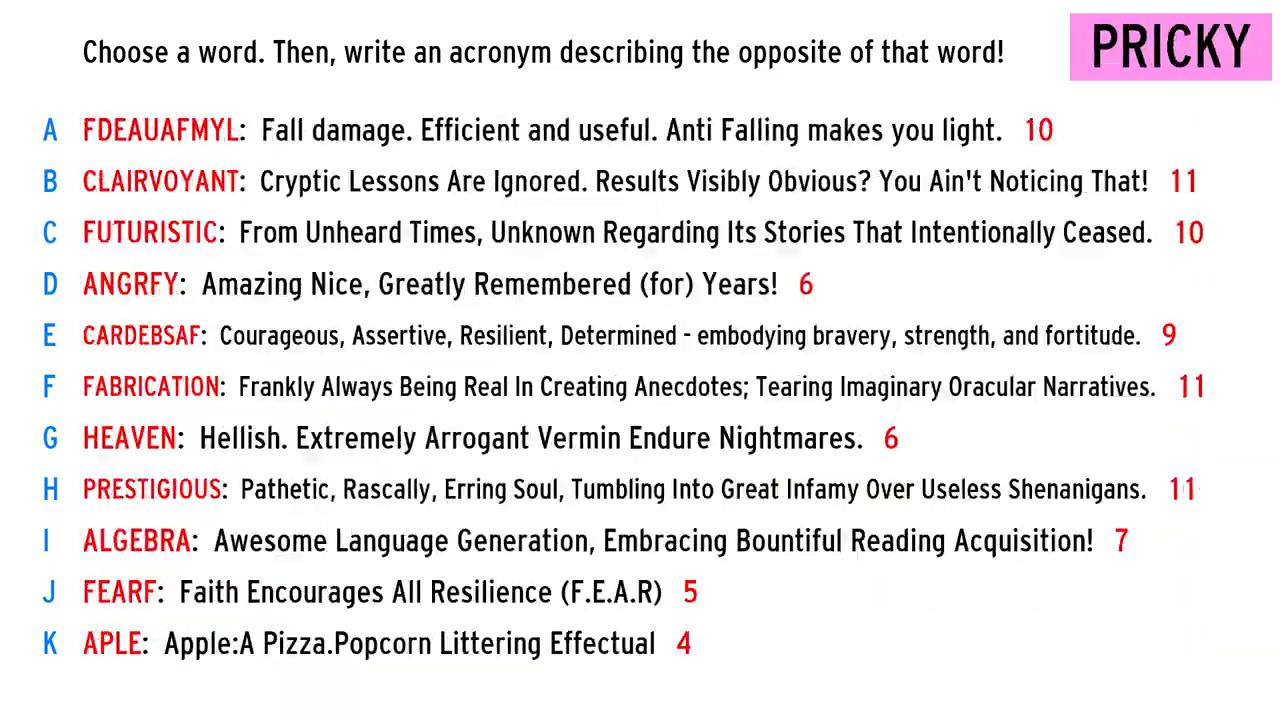 Choose a word. Then, write an acronym describing the opposite of that word!
PRICKY
A FDEAUAFMYL: Fall damage. Efficient and useful. Anti Falling makes you light. 10
B CLAIRVOYANT: Cryptic Lessons Are Ignored. Results Visibly Obvious? You Ain't Noticing That! 11
C FUTURISTIC: From Unheard Times, Unknown Regarding Its Stories That Intentionally Ceased. 10
D ANGRFY: Amazing Nice, Greatly Remembered (for) Years! 6
E CARDEBSAF: Courageous, Assertive, Resilient, Determined - embodying bravery, strength, and fortitude. 9
F FABRICATION: Frankly Always Being Real In Creating Anecdotes; Tearing Imaginary Oracular Narratives. 11
G HEAVEN: Hellish. Extremely Arrogant Vermin Endure Nightmares. 6
H PRESTIGIOUS: Pathetic, Rascally, Erring Soul, Tumbling Into Great Infamy Over Useless Shenanigans. 11
I ALGEBRA: Awesome Language Generation, Embracing Bountiful Reading Acquisition! 7
J FEARF: Faith Encourages All Resilience (F.E.A.R) 5
K APLE: Apple:A Pizza.Popcorn Littering Effectual 4